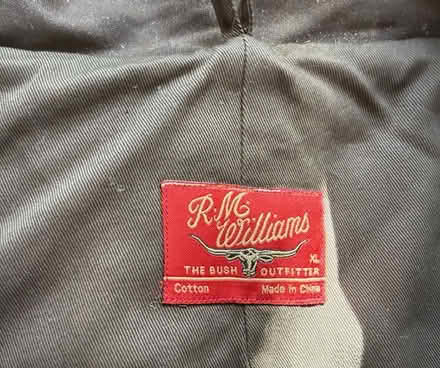 R.M.
Williams
XL
THE BUSH OUTFITTER
Cotton Made in China